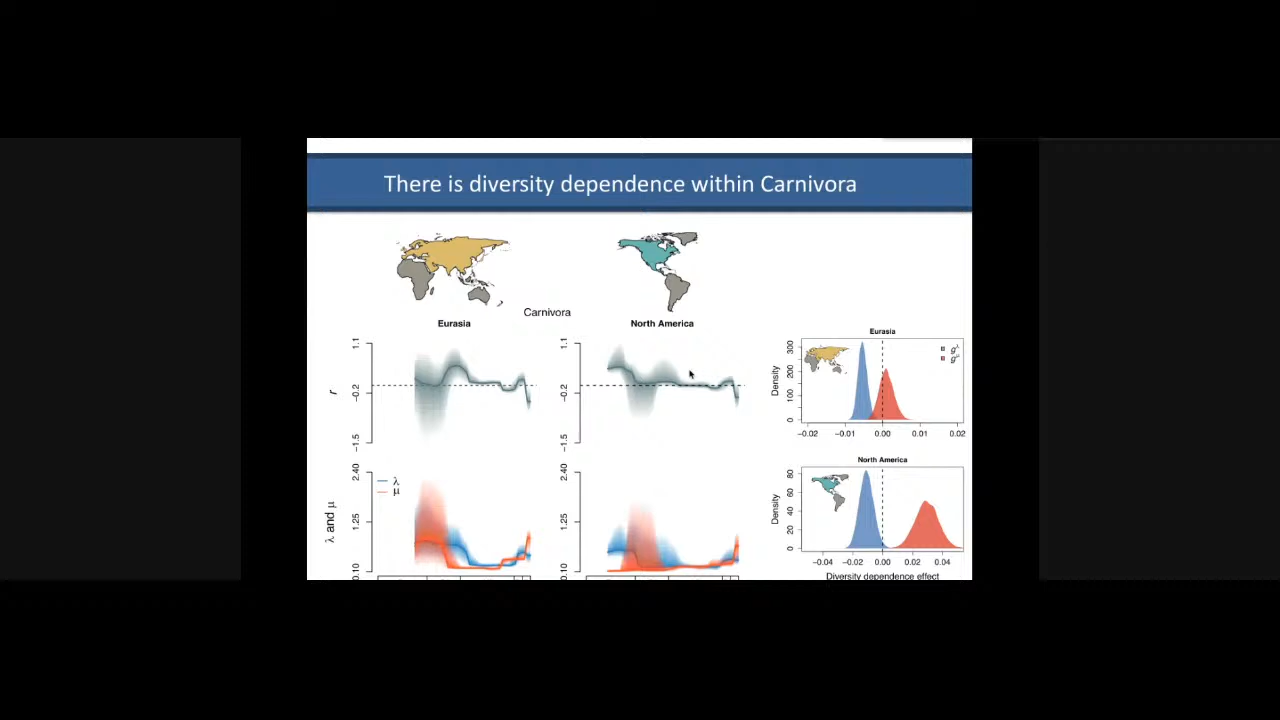 There is diversity dependence within Carnivora
Carnivora
Eurasia
North America
1.1
-0.2
-1.5
r
1.1
-0.2
-1.5
2.40
1.25
0.10
λ and μ
λ
μ
2.40
1.25
0.10
Eurasia
Density
300
200
100
0
gλ
gμ
-0.02 -0.01 0.00 0.01 0.02
North America
Density
80
60
40
20
0
-0.04 -0.02 0.00 0.02 0.04
Diversity dependence effect